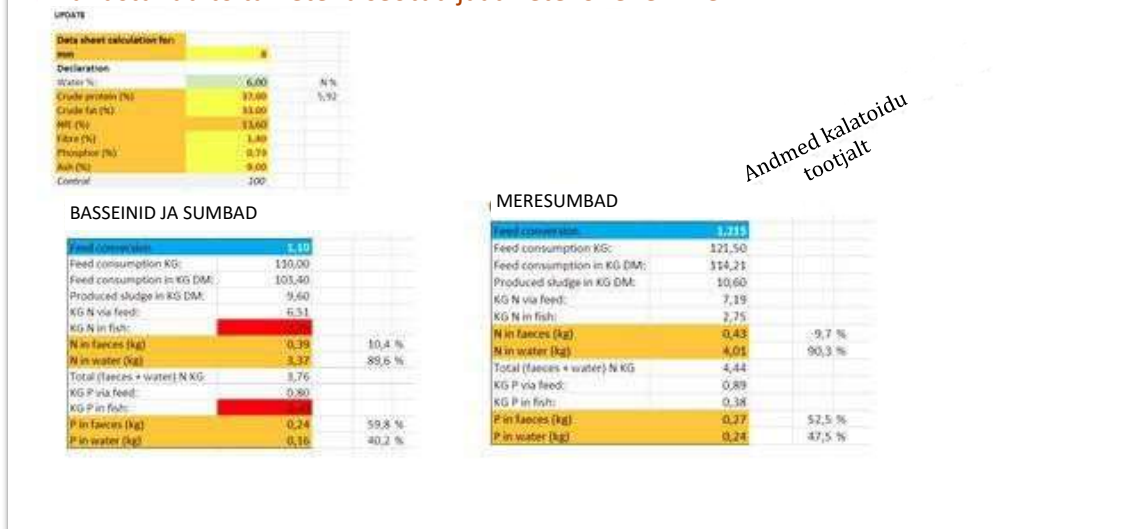 UPDATE
Data sheet calculation for:
mm 8
Declaration
Water % 6,00 N %
Crude protein (%) 37,00 5,92
Crude fat (%) 33,00
NFE (%) 13,60
Fibre (%) 1,40
Phosphor (%)
Ash (%) 9,00
Control 100
Andmed kalatoidu
tootjalt
BASSEINID JA SUMBAD
Feed conversion 1,10
Feed consumption KG: 110,00
Feed consumption in KG DM: 103,40
Produced sludge in KG DM: 9,60
KG N via feed: 6,51
KG N in fish:
N in faeces (kg) 0,39 10,4 %
N in water (kg) 3,37 89,6 %
Total (faeces + water) N KG 3,76
KG P via feed: 0,80
KG P in fish:
P in faeces (kg) 0,24 59,8 %
P in water (kg) 0,16 40,2 %
MERESUMBAD
Feed conversion 1,215
Feed consumption KG: 121,50
Feed consumption in KG DM: 114,21
Produced sludge in KG DM: 10,60
KG N via feed: 7,19
KG N in fish: 2,75
N in faeces (kg) 0,43 9,7 %
N in water (kg) 4,01 90,3 %
Total (faeces + water) N KG 4,44
KG P via feed: 0,89
KG P in fish: 0,38
P in faeces (kg) 0,27 52,5 %
P in water (kg) 0,24 47,5 %